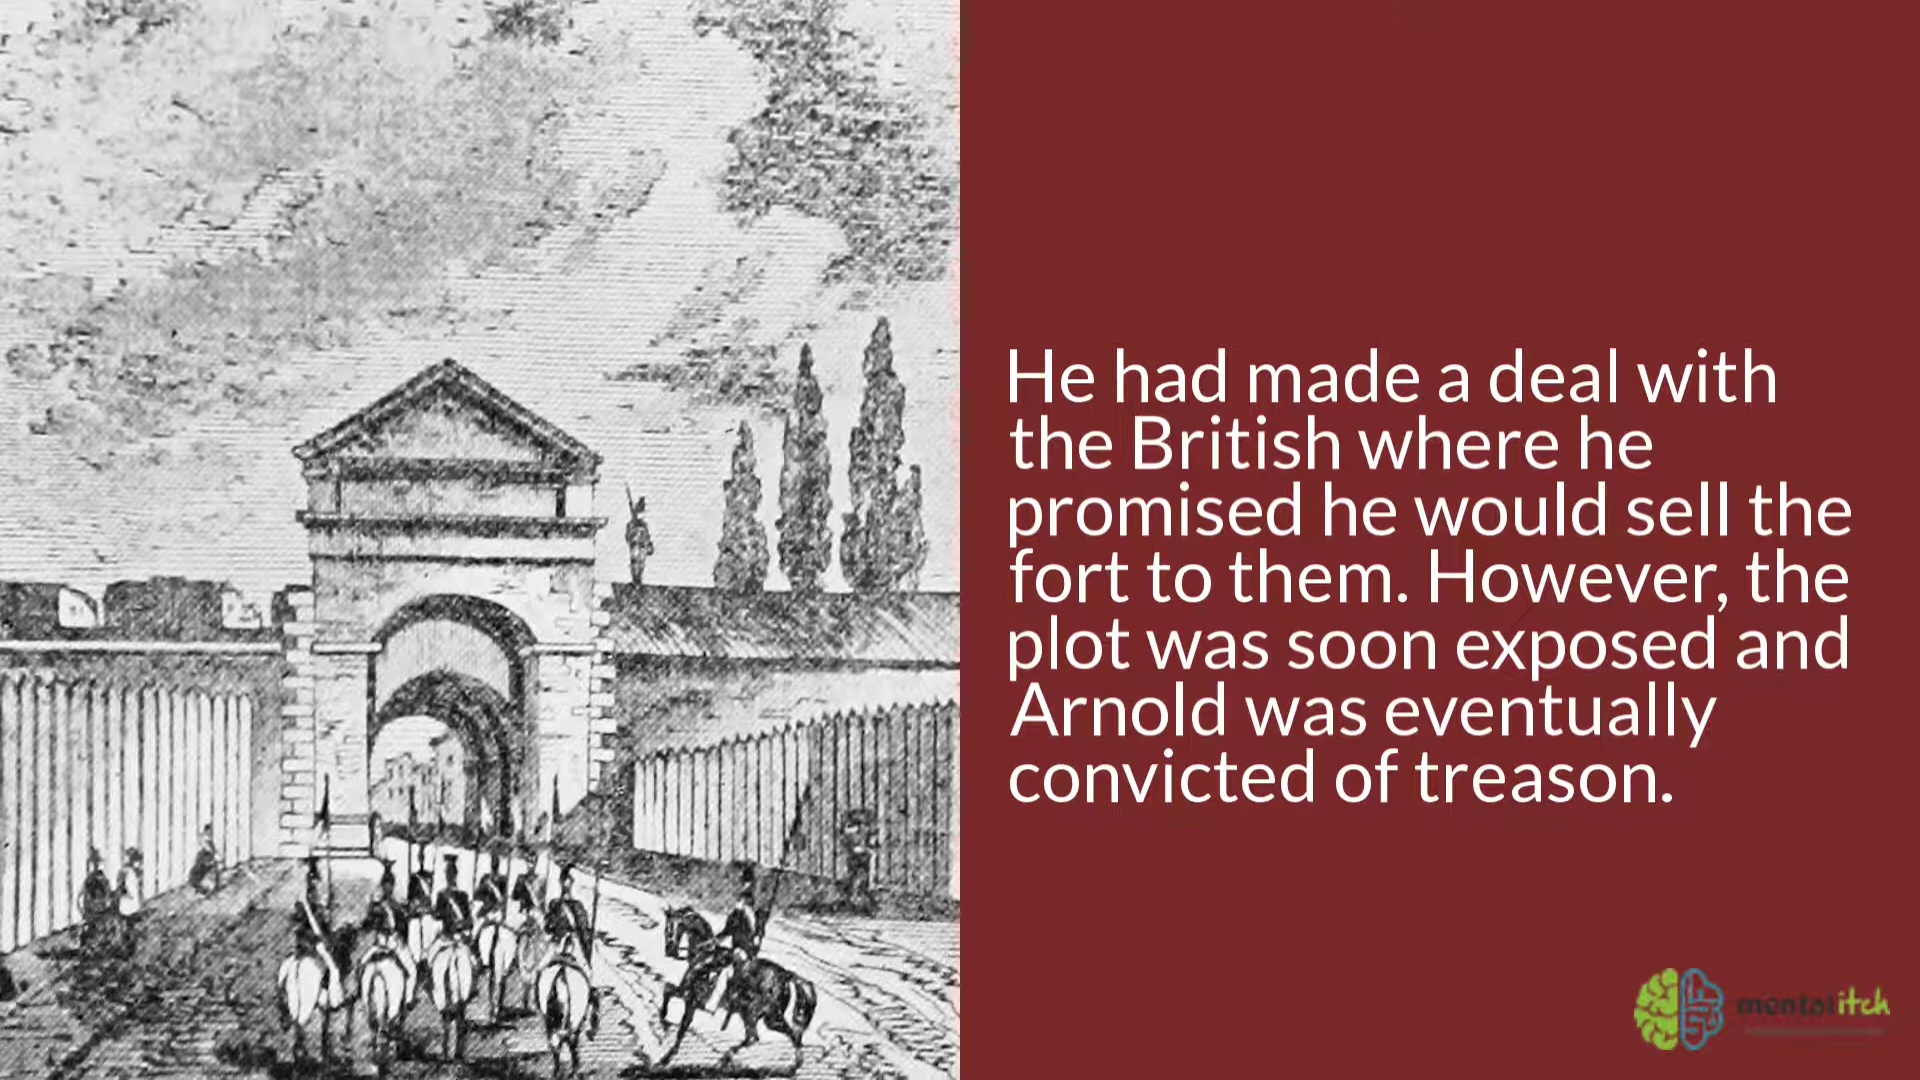 He had made a deal with
the British where he
promised he would sell the
fort to them. However, the
plot was soon exposed and
Arnold was eventually
convicted of treason.
mentalitch